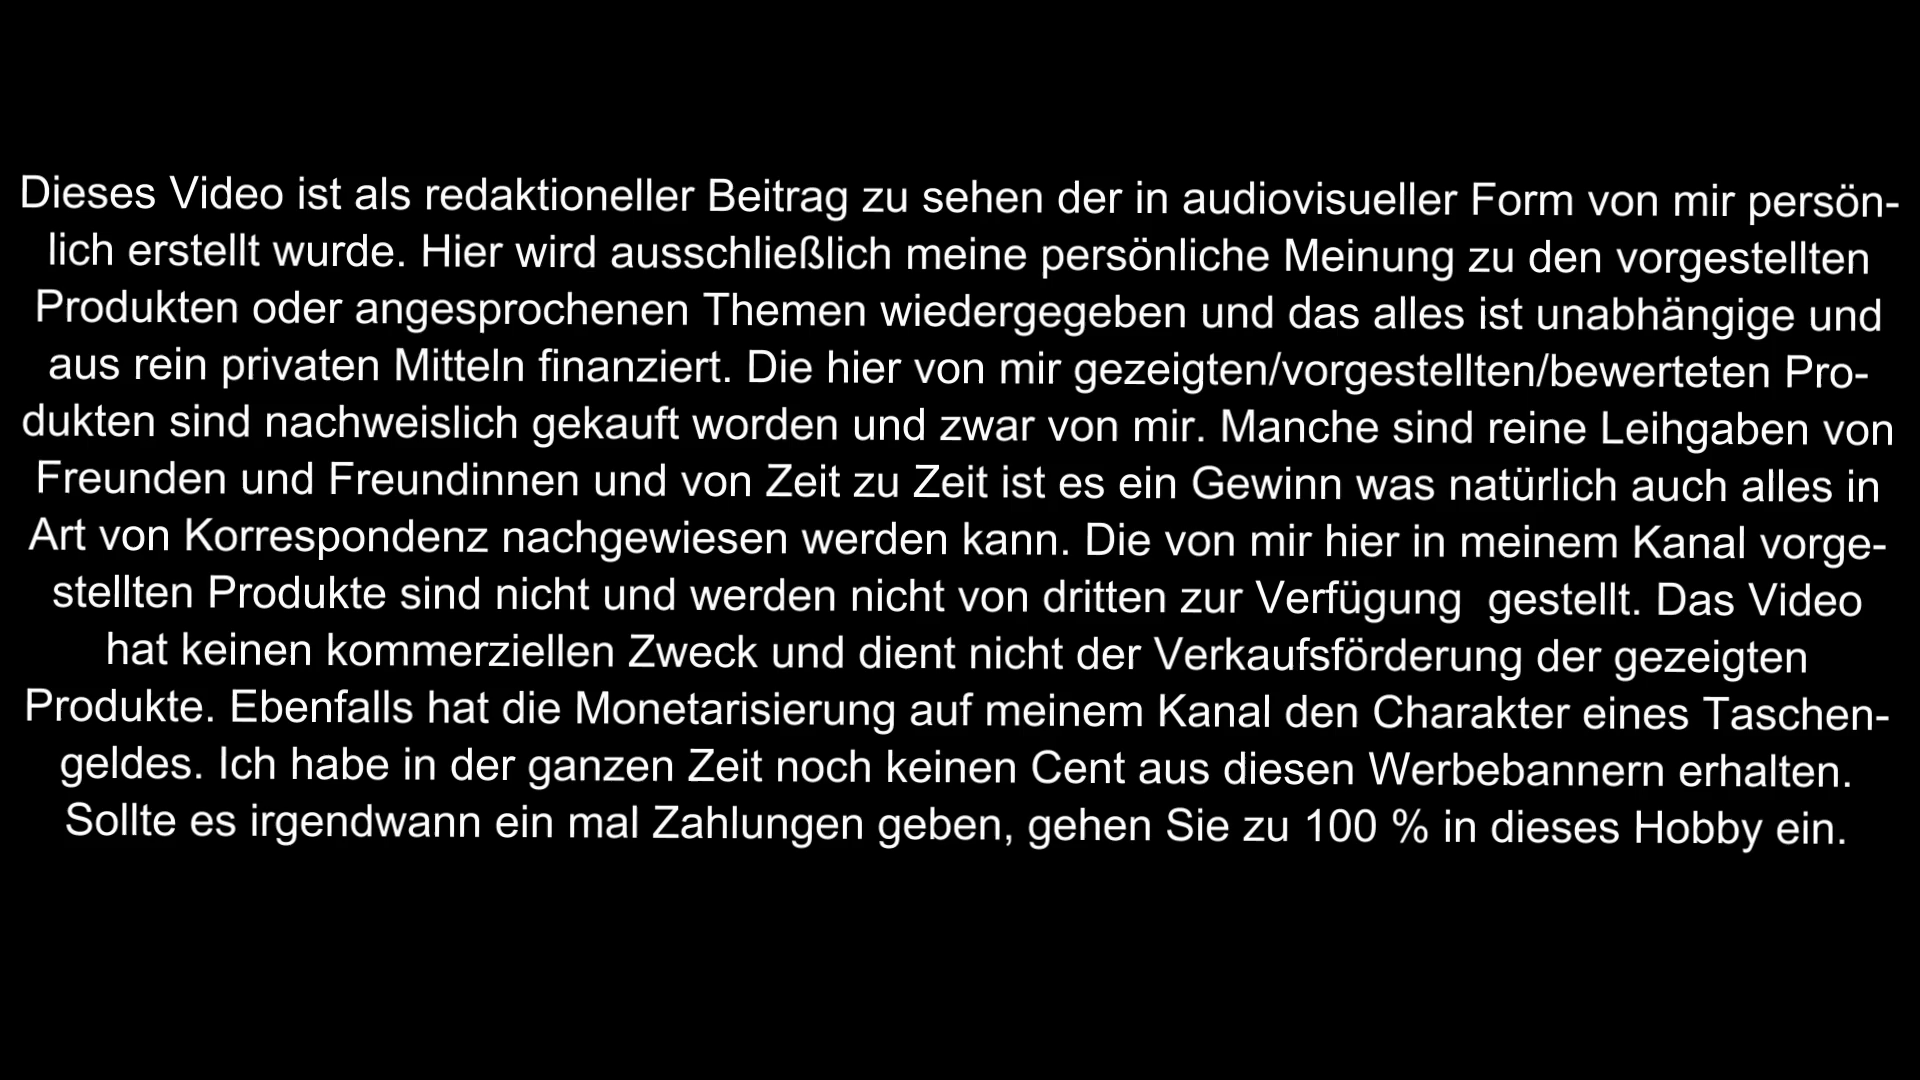 Dieses Video ist als redaktioneller Beitrag zu sehen der in audiovisueller Form von mir persön-
lich erstellt wurde. Hier wird ausschließlich meine persönliche Meinung zu den vorgestellten
Produkten oder angesprochenen Themen wiedergegeben und das alles ist unabhängige und
aus rein privaten Mitteln finanziert. Die hier von mir gezeigten/vorgestellten/bewerteten Pro-
dukten sind nachweislich gekauft worden und zwar von mir. Manche sind reine Leihgaben von
Freunden und Freundinnen und von Zeit zu Zeit ist es ein Gewinn was natürlich auch alles in
Art von Korrespondenz nachgewiesen werden kann. Die von mir hier in meinem Kanal vorge-
stellten Produkte sind nicht und werden nicht von dritten zur Verfügung  gestellt. Das Video
hat keinen kommerziellen Zweck und dient nicht der Verkaufsförderung der gezeigten
Produkte. Ebenfalls hat die Monetarisierung auf meinem Kanal den Charakter eines Taschen-
geldes. Ich habe in der ganzen Zeit noch keinen Cent aus diesen Werbebannern erhalten.
Sollte es irgendwann ein mal Zahlungen geben, gehen Sie zu 100 % in dieses Hobby ein.